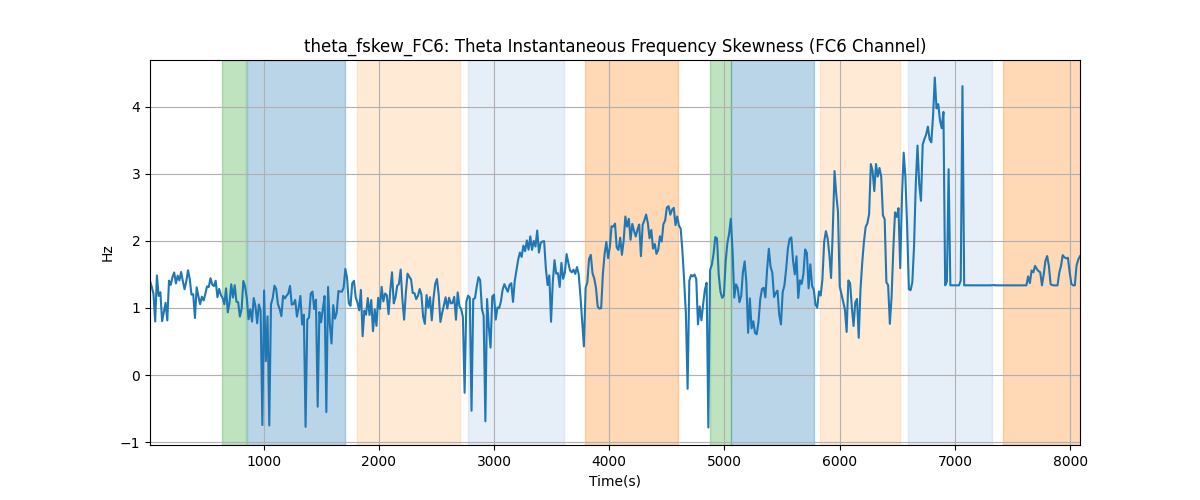 theta_fskew_FC6: Theta Instantaneous Frequency Skewness (FC6 Channel)
Hz
4
3
2
1
0
−1
1000 2000 3000 4000 5000 6000 7000 8000
Time(s)